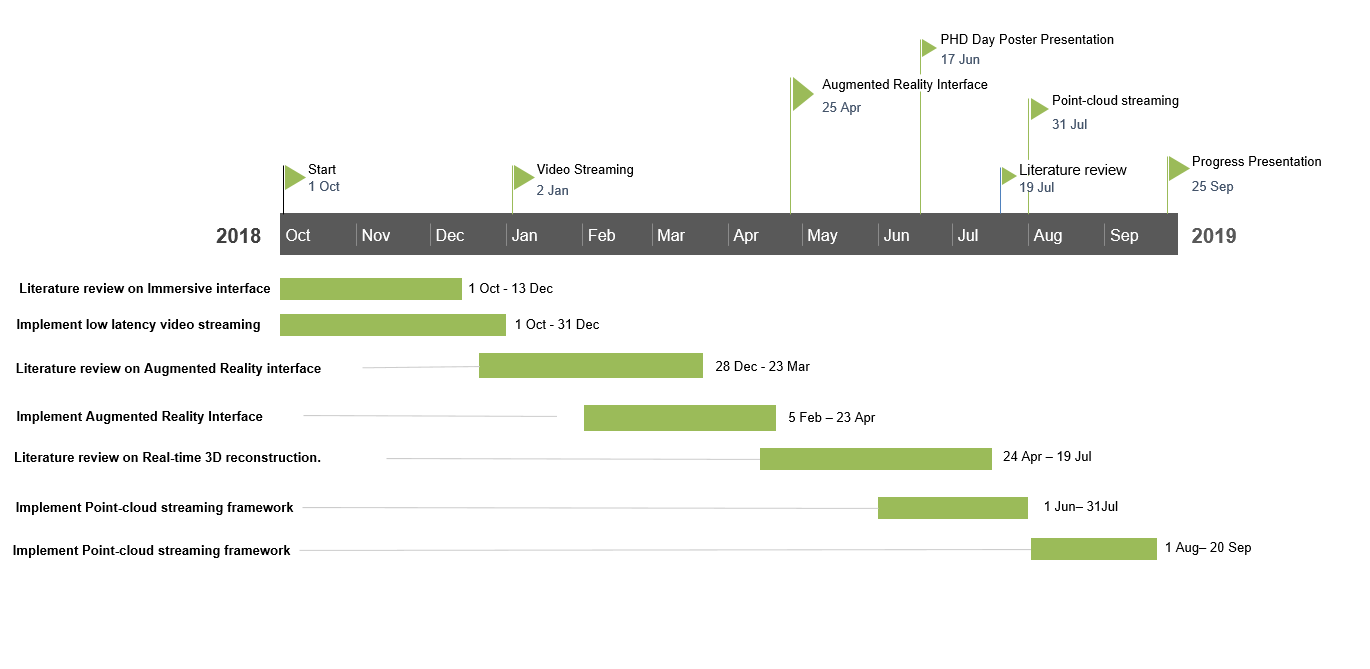 PHD Day Poster Presentation
17 Jun
Augmented Reality Interface
25 Apr
Point-cloud streaming
31 Jul
Start
1 Oct
Video Streaming
2 Jan
Literature review
19 Jul
Progress Presentation
25 Sep
2018 Oct Nov Dec Jan Feb Mar Apr May Jun Jul Aug Sep 2019
Literature review on Immersive interface 1 Oct - 13 Dec
Implement low latency video streaming 1 Oct - 31 Dec
Literature review on Augmented Reality interface 28 Dec - 23 Mar
Implement Augmented Reality Interface 5 Feb – 23 Apr
Literature review on Real-time 3D reconstruction. 24 Apr – 19 Jul
Implement Point-cloud streaming framework 1 Jun– 31Jul
Implement Point-cloud streaming framework 1 Aug– 20 Sep